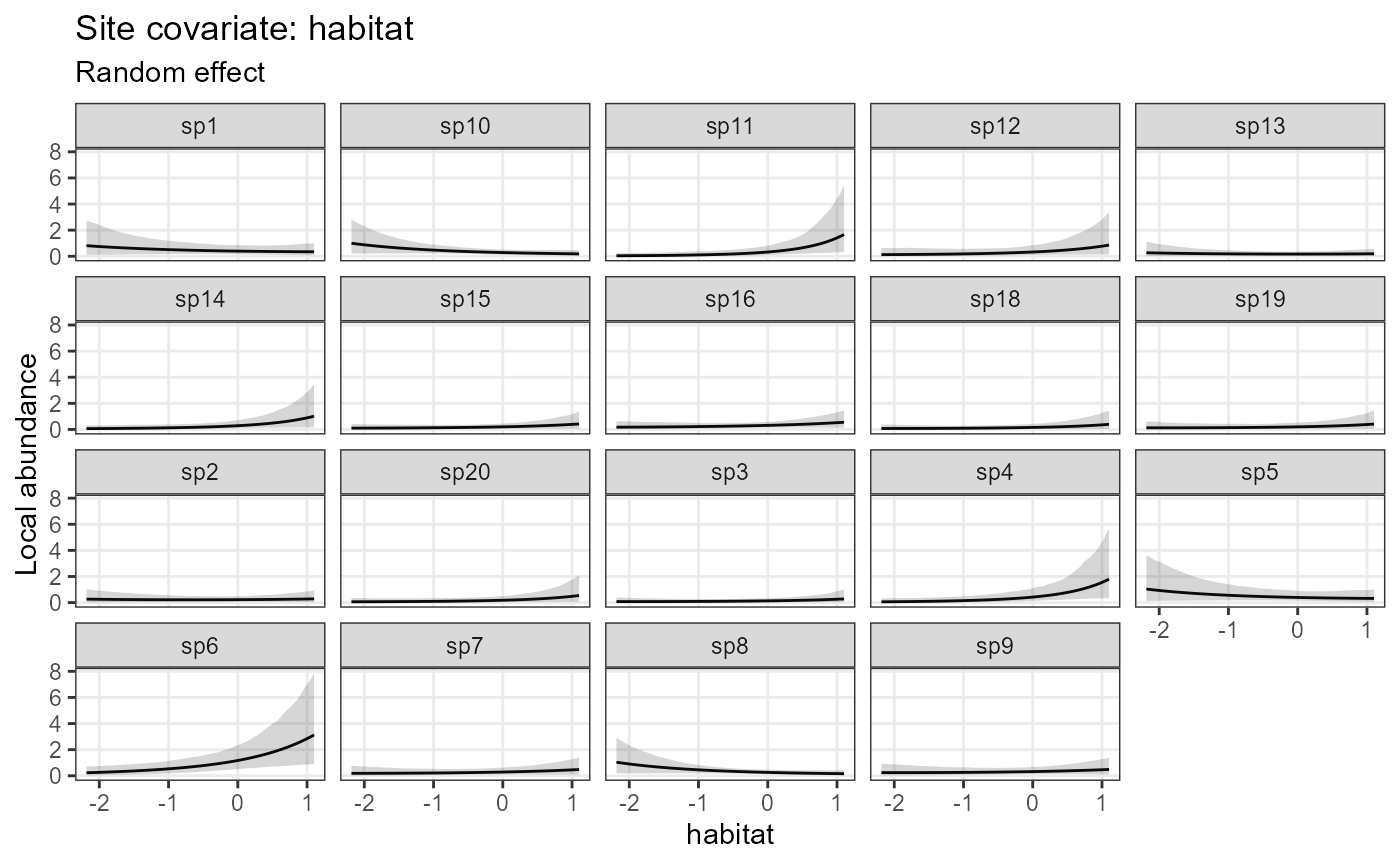 Site covariate: habitat
Random effect
sp1 sp10 sp11 sp12 sp13
8
6
4
2
0
sp14 sp15 sp16 sp18 sp19
8
6
4
2
0
Local abundance
sp2 sp20 sp3 sp4 sp5
8
6
4
2
0
-2 -1 0 1
sp6 sp7 sp8 sp9
8
6
4
2
0
-2 -1 0 1 -2 -1 0 1 -2 -1 0 1 -2 -1 0 1
habitat